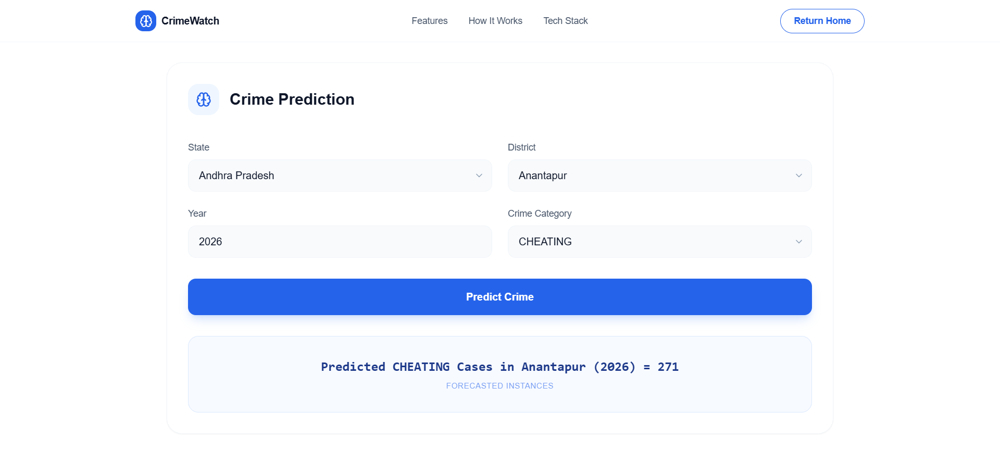 CrimeWatch
Features
How It Works
Tech Stack
Return Home
Crime Prediction
State
District
Andhra Pradesh
Anantapur
Year
Crime Category
2026
CHEATING
Predict Crime
Predicted CHEATING Cases in Anantapur (2026) = 271
FORECASTED INSTANCES